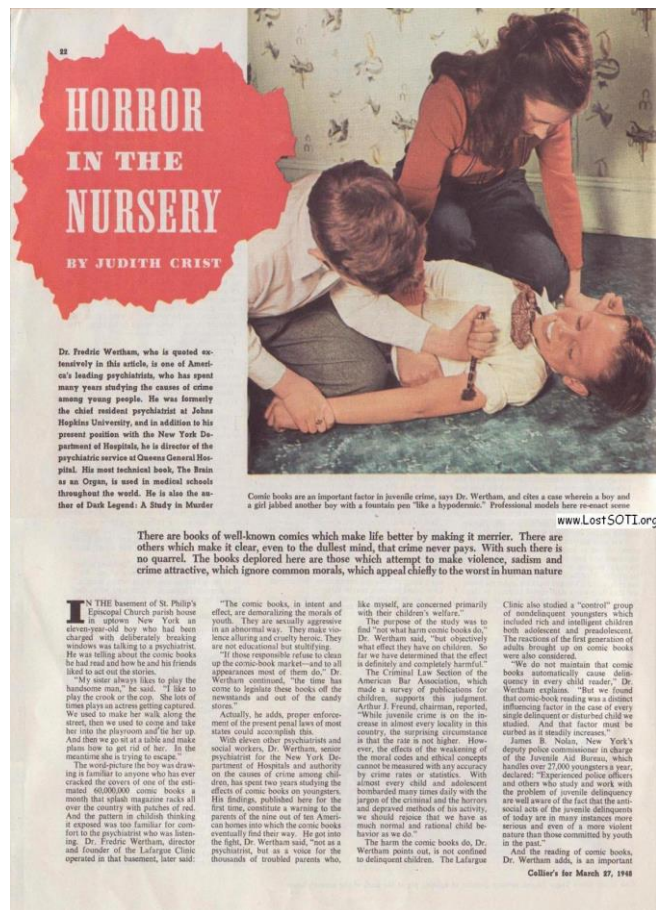 22
HORROR
IN THE
NURSERY
BY JUDITH CRIST
Dr. Fredric Wertham, who is quoted ex-
tensively in this article, is one of Ameri-
ca's leading psychiatrists, who has spent
many years studying the causes of crime
among young people. He was formerly
the chief resident psychiatrist at Johns
Hopkins University, and in addition to his
present position with the New York De-
partment of Hospitals, he is director of the
psychiatric service at Queens General Hos-
pital. His most technical book, The Brain
as an Organ, is used in medical schools
throughout the world. He is also the au-
thor of Dark Legend: A Study in Murder
Comic books are an important factor in juvenile crime, says Dr. Wertham, and cites a case wherein a boy and
a girl jabbed another boy with a fountain pen "like a hypodermic." Professional models here re-enact scene
www.LostSOTI.org
There are books of well-known comics which make life better by making it merrier. There are
others which make it clear, even to the dullest mind, that crime never pays. With such there is
no quarrel. The books deplored here are those which attempt to make violence, sadism and
crime attractive, which ignore common morals, which appeal chiefly to the worst in human nature
IN THE basement of St. Philip's
Episcopal Church parish house
in uptown New York an
eleven-year-old boy who had been
charged with deliberately breaking
windows was talking to a psychiatrist.
He was telling about the comic books
he had read and how he and his friends
liked to act out the stories.
"My sister always likes to play the
handsome man," he said. "I like to
play the crook or the cop. She lots of
times plays an actress getting captured.
We used to make her walk along the
street, then we used to come and take
her into the playroom and tie her up.
And then we go sit at a table and make
plans how to get rid of her. In the
meantime she is trying to escape."
The word-picture the boy was draw-
ing is familiar to anyone who has ever
cracked the covers of one of the esti-
mated 60,000,000 comic books a
month that splash magazine racks all
over the country with patches of red.
And the pattern in childish thinking
it exposed was too familiar for com-
fort to the psychiatrist who was listen-
ing. Dr. Fredric Wertham, director
and founder of the Lafargue Clinic
operated in that basement, later said:
"The comic books, in intent and
effect, are demoralizing the morals of
youth. They are sexually aggressive
in an abnormal way. They make vio-
lence alluring and cruelty heroic. They
are not educational but stultifying.
"If those responsible refuse to clean
up the comic-book market—and to all
appearances most of them do," Dr.
Wertham continued, "the time has
come to legislate these books off the
newsstands and out of the candy
stores."
Actually, he adds, proper enforce-
ment of the present penal laws of most
states could accomplish this.
With eleven other psychiatrists and
social workers, Dr. Wertham, senior
psychiatrist for the New York De-
partment of Hospitals and authority
on the causes of crime among chil-
dren, has spent two years studying the
effects of comic books on youngsters.
His findings, published here for the
first time, constitute a warning to the
parents of the nine out of ten Ameri-
can homes into which the comic books
eventually find their way. He got into
the fight, Dr. Wertham said, "not as a
psychiatrist, but as a voice for the
thousands of troubled parents who,
like myself, are concerned primarily
with their children's welfare."
The purpose of the study was to
find "not what harm comic books do,"
Dr. Wertham said, "but objectively
what effect they have on children. So
far we have determined that the effect
is definitely and completely harmful."
The Criminal Law Section of the
American Bar Association, which
made a survey of publications for
children, supports this judgment.
Arthur J. Freund, chairman, reported,
"While juvenile crime is on the in-
crease in almost every locality in this
country, the surprising circumstance
is that the rate is not higher. How-
ever, the effects of the weakening of
the moral codes and ethical concepts
cannot be measured with any accuracy
by crime rates or statistics. With
almost every child and adolescent
bombarded many times daily with the
jargon of the criminal and the horrors
and depraved methods of his activity,
we should rejoice that we have as
much normal and rational child be-
havior as we do."
The harm the comic books do, Dr.
Wertham points out, is not confined
to delinquent children. The Lafargue
Clinic also studied a "control" group
of nondelinquent youngsters which
included rich and intelligent children
both adolescent and preadolescent.
The reactions of the first generation of
adults brought up on comic books
were also considered.
"We do not maintain that comic
books automatically cause delin-
quency in every child reader," Dr.
Wertham explains. "But we found
that comic-book reading was a distinct
influencing factor in the case of every
single delinquent or disturbed child we
studied. And that factor must be
curbed as it steadily increases."
James B. Nolan, New York's
deputy police commissioner in charge
of the Juvenile Aid Bureau, which
handles over 27,000 youngsters a year,
declared: "Experienced police officers
and others who study and work with
the problem of juvenile delinquency
are well aware of the fact that the anti-
social acts of the juvenile delinquents
of today are in many instances more
serious and even of a more violent
nature than those committed by youth
in the past."
And the reading of comic books,
Dr. Wertham adds, is an important
Collier's for March 27, 1948